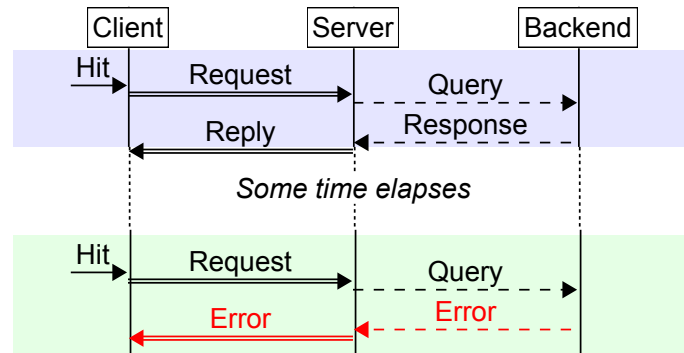 Client Server Backend
Hit
Request
Query
Response
Reply
Some time elapses
Hit
Request
Query
Error
Error